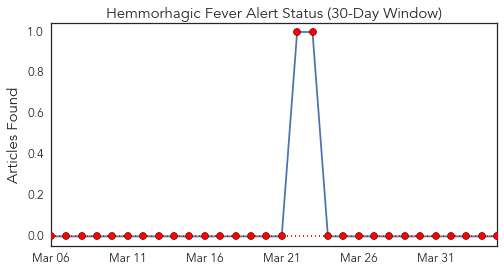 Hemmorhagic Fever Alert Status (30-Day Window)
Articles Found
1.0
0.8
0.6
0.4
0.2
0.0
Mar 06 Mar 11 Mar 16 Mar 21 Mar 26 Mar 31